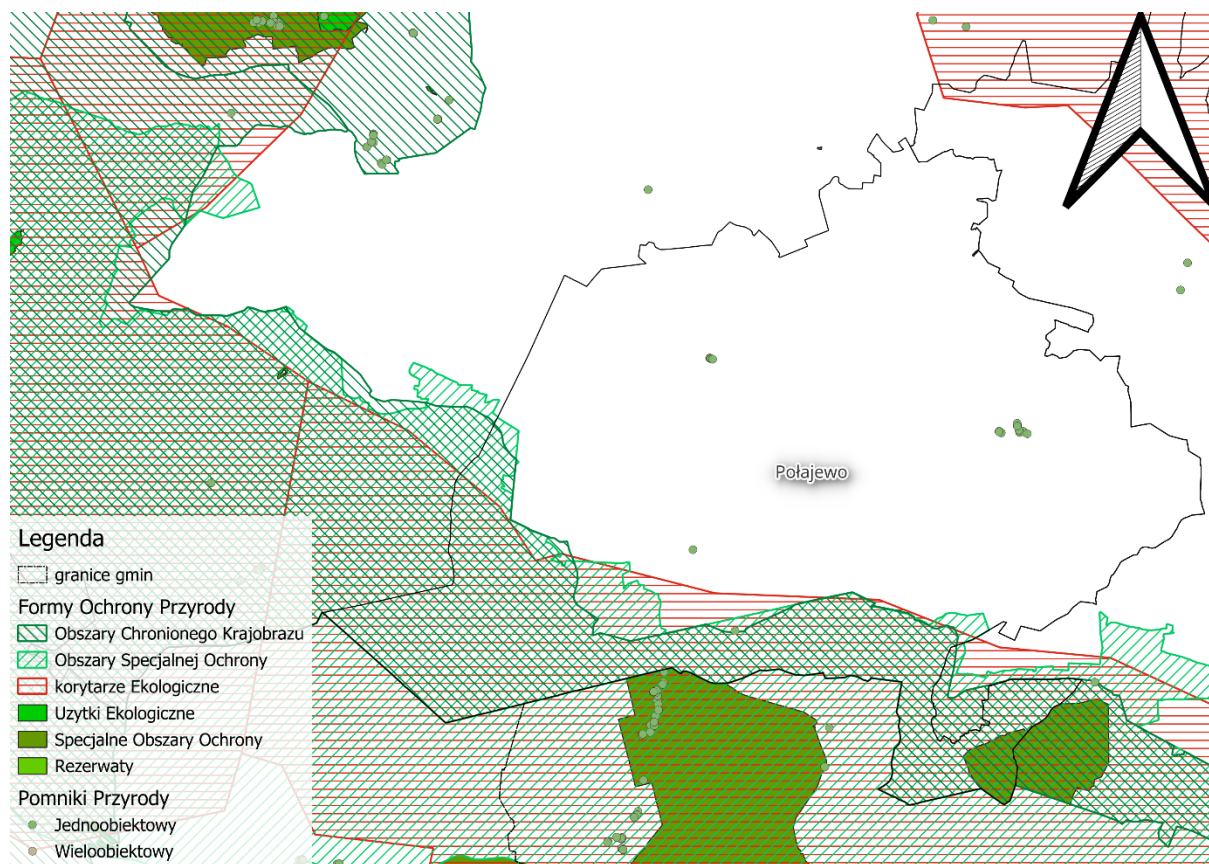 Połajewo
Legenda
granice gmin
Formy Ochrony Przyrody
Obszary Chronionego Krajobrazu
Obszary Specjalnej Ochrony
korytarze Ekologiczne
Uzytki Ekologiczne
Specjalne Obszary Ochrony
Rezerwaty
Pomniki Przyrody
Jednoobiektowy
Wieloobiektowy